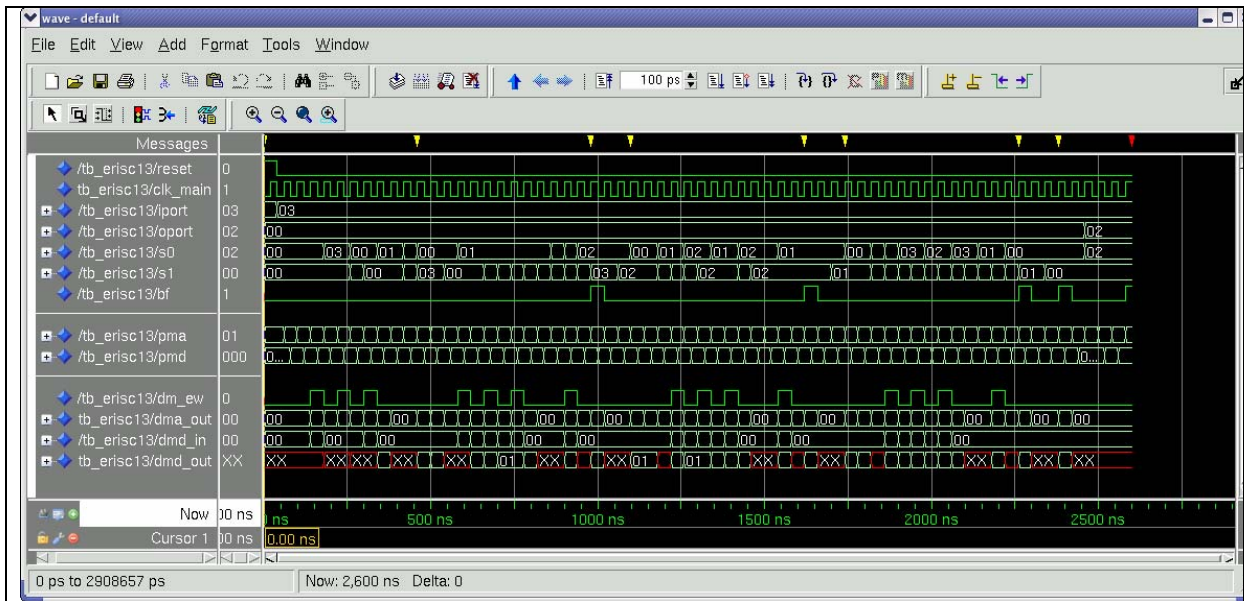 wave - default
File Edit View Add Format Tools Window
100 ps
Messages
/tb_erisc13/reset 0
tb_erisc13/clk_main 1
/tb_erisc13/iport 03 03
/tb_erisc13/oport 02 00 02
/tb_erisc13/s0 02 00 03 00 01 00 01 02 00 01 02 01 02 01 00 03 02 03 01 00 02
/tb_erisc13/s1 00 00 00 03 00 03 02 02 02 01 01 00
/tb_erisc13/bf 1
/tb_erisc13/pma 01
/tb_erisc13/pmd 000 0... 0...
/tb_erisc13/dm_ew 0
tb_erisc13/dma_out 00 00 00 00 00 00 00 00 00 00
/tb_erisc13/dmd_in 00 00 00 00 00 00 00 00 00
tb_erisc13/dmd_out XX XX XX XX XX XX 01 XX XX 01 01 XX XX XX XX XX
Now 00 ns ns 500 ns 1000 ns 1500 ns 2000 ns 2500 ns
Cursor 1 00 ns 0.00 ns
0 ps to 2908657 ps Now: 2,600 ns Delta: 0